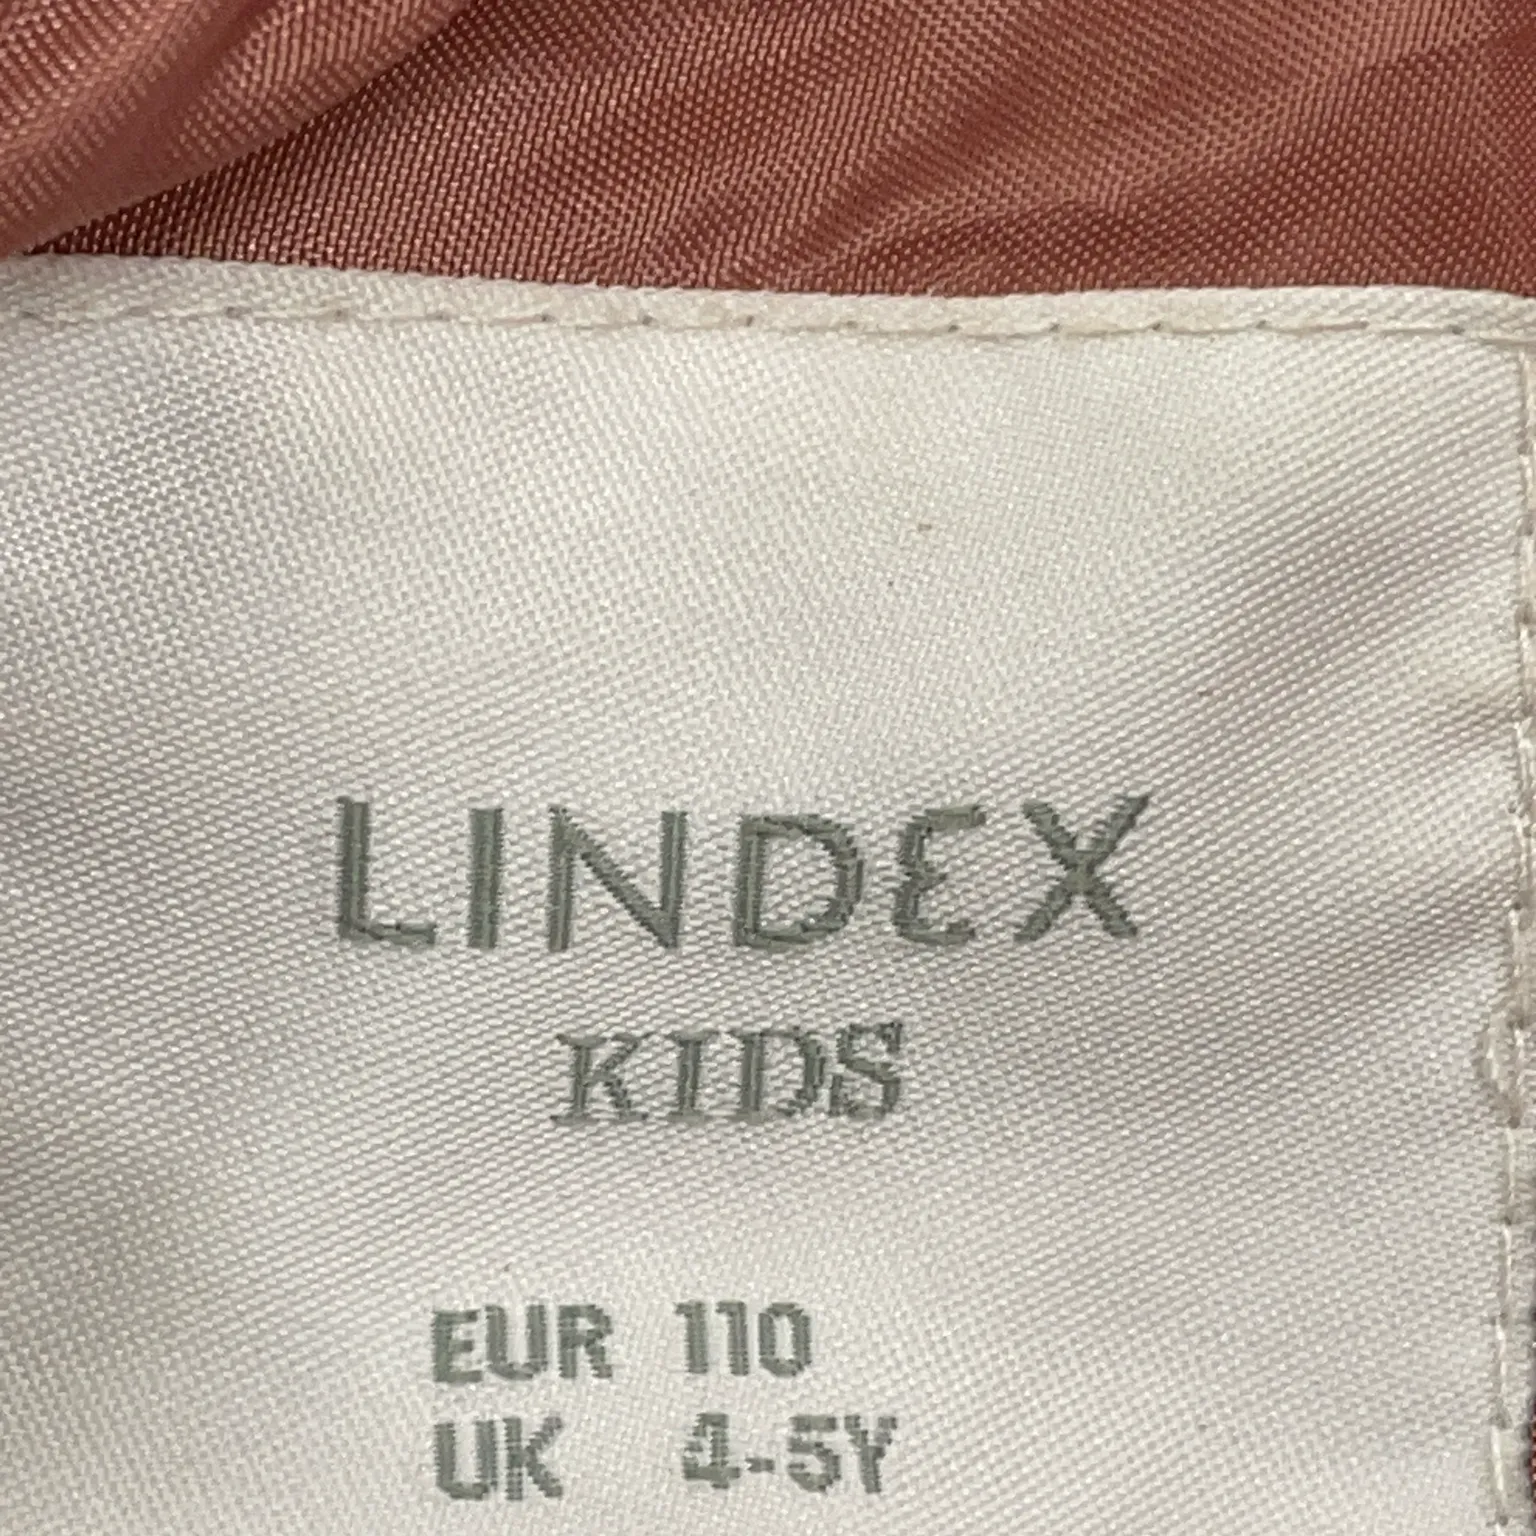 LINDEX
KIDS
EUR 110
UK 4-5Y